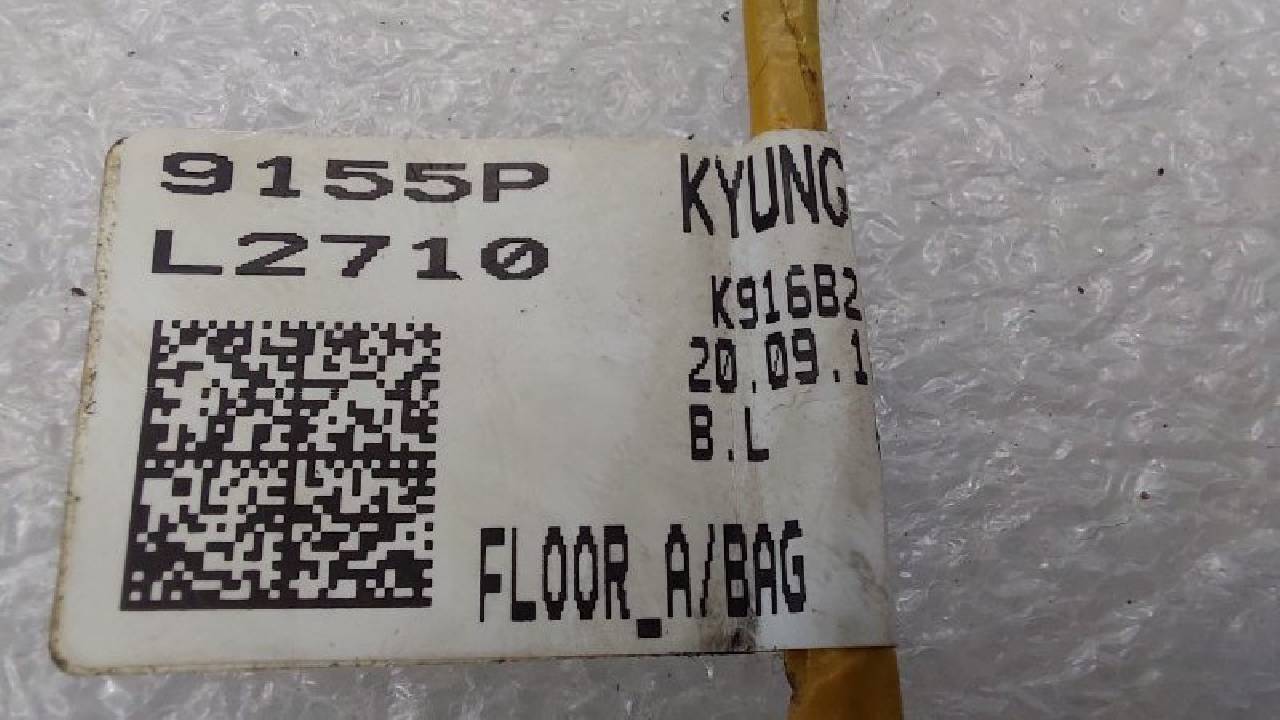 9155P
L2710
KYUNG
K916B2
20.09.1
B.L
FLOOR_A/BAG